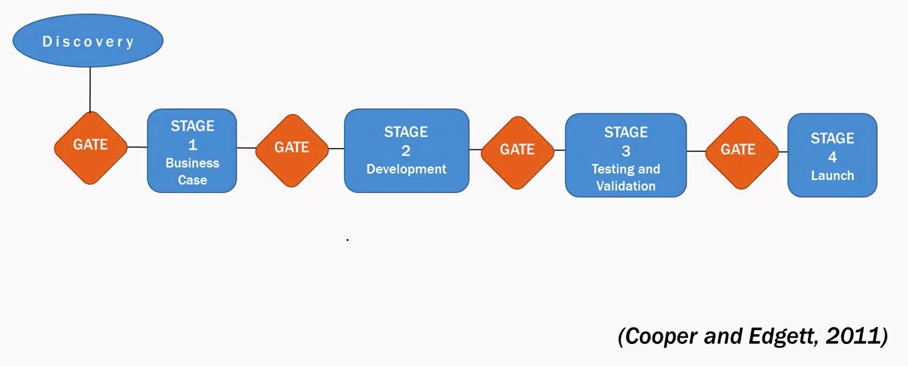 Discovery
GATE
STAGE
1
Business
Case
GATE
STAGE
2
Development
GATE
STAGE
3
Testing and
Validation
GATE
STAGE
4
Launch
(Cooper and Edgett, 2011)